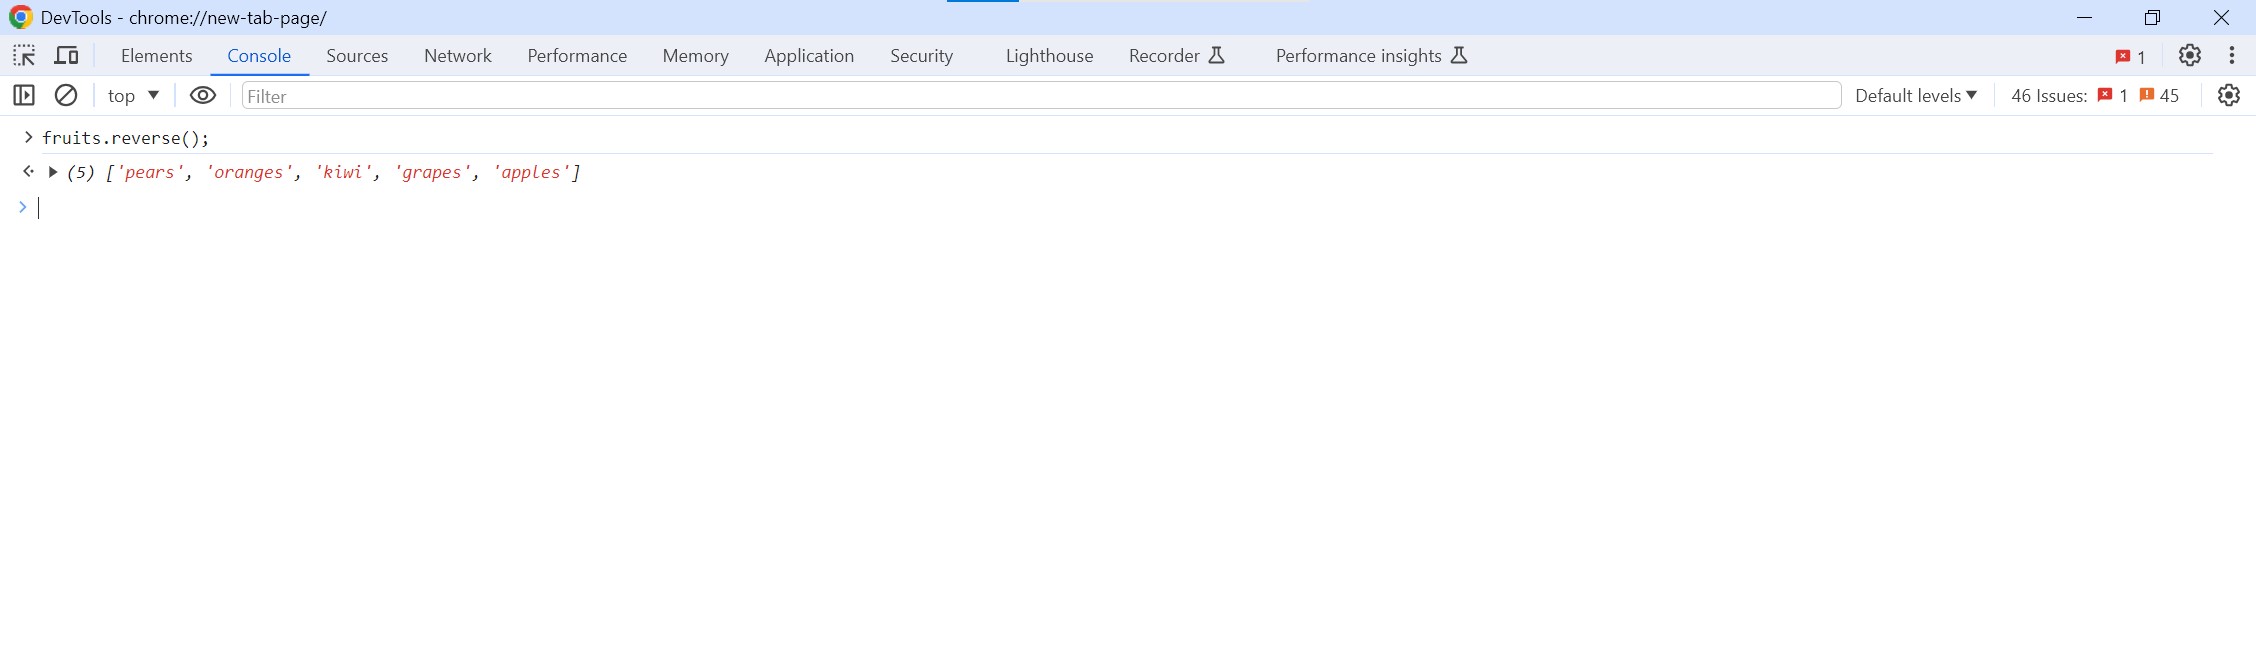 DevTools - chrome://new-tab-page/
Elements Console Sources Network Performance Memory Application Security Lighthouse Recorder Performance insights 1
top Filter Default levels 46 Issues: 1 45
> fruits.reverse();
(5) ['pears', 'oranges', 'kiwi', 'grapes', 'apples']
>